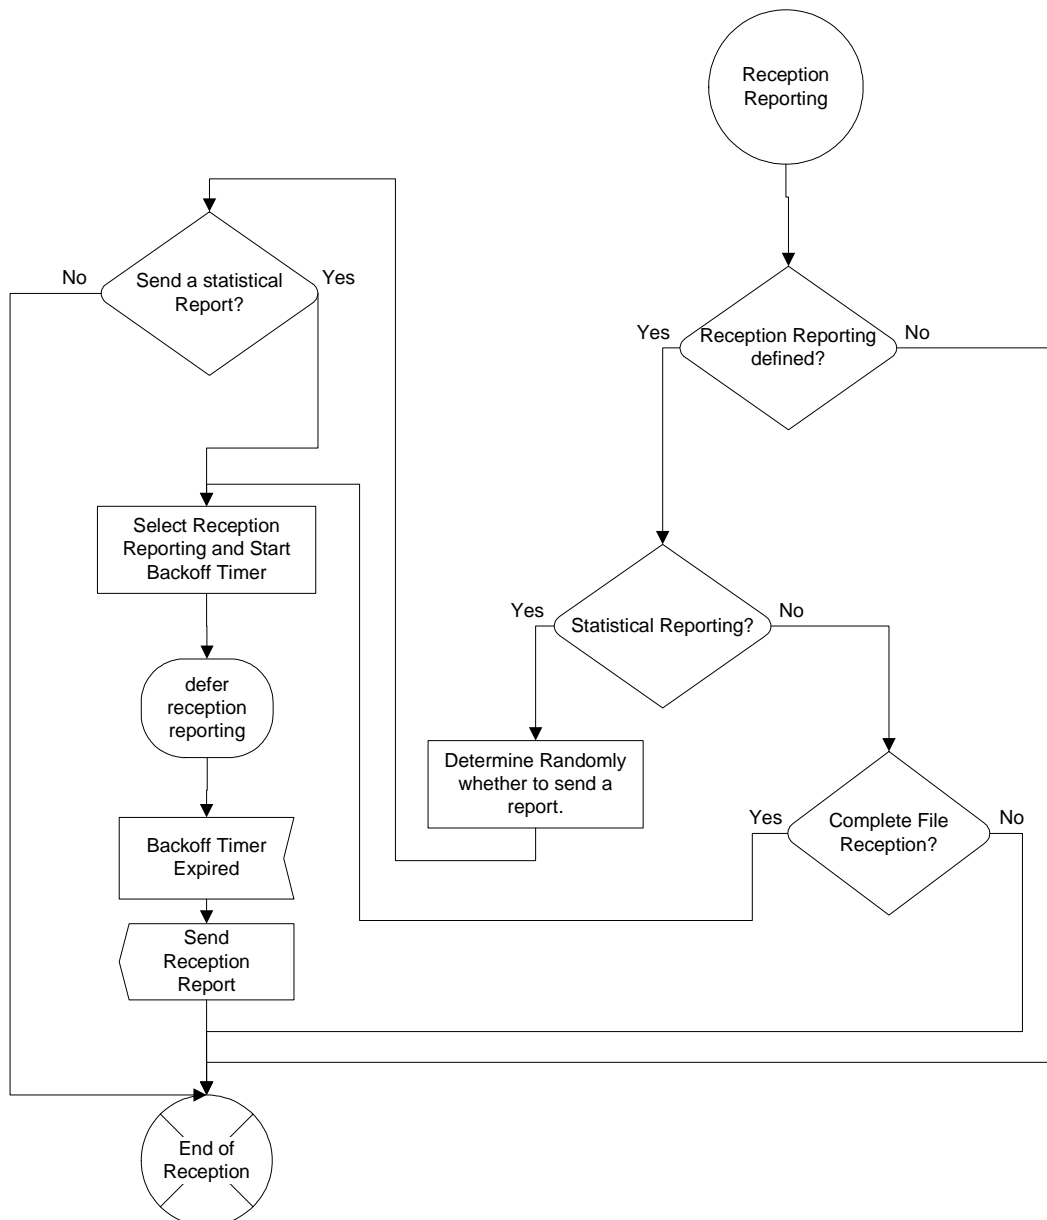 Reception
Reporting
Send a statistical
Report?
No
Yes
Reception Reporting
defined?
Yes
No
Select Reception
Reporting and Start
Backoff Timer
Statistical Reporting?
Yes
No
defer
reception
reporting
Determine Randomly
whether to send a
report.
Complete File
Reception?
Yes
No
Backoff Timer
Expired
Send
Reception
Report
End of
Reception